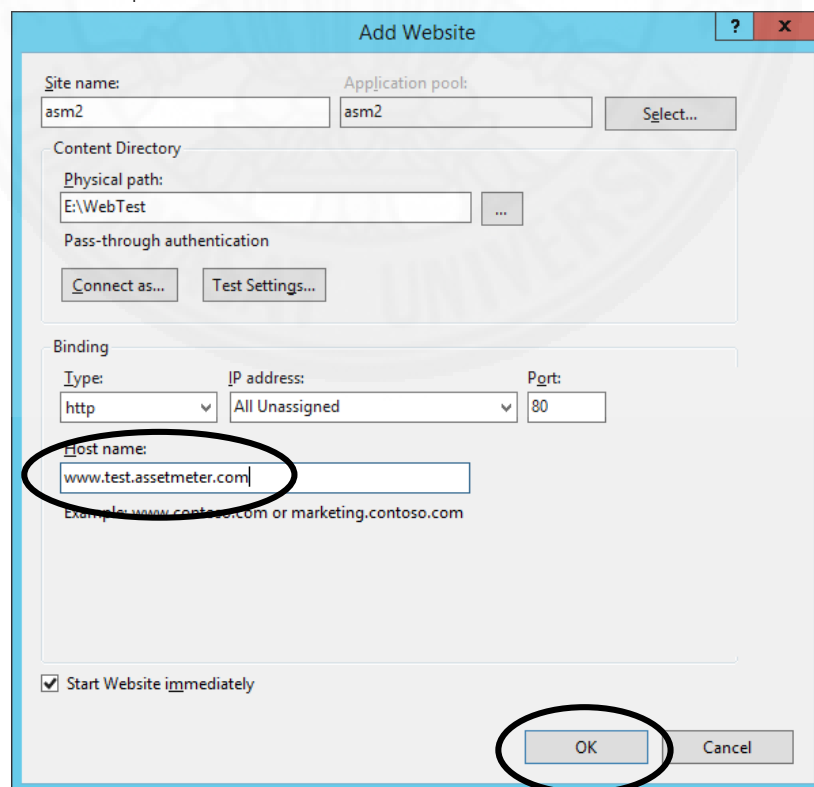 Add Website
? x
Site name: Application pool:
asm2 asm2 Select...
Content Directory
Physical path:
E:\WebTest ...
Pass-through authentication
Connect as... Test Settings...
Binding
Type: IP address: Port:
http All Unassigned 80
Host name:
www.test.assetmeter.com
Example: www.contoso.com or marketing.contoso.com
Start Website immediately
OK Cancel